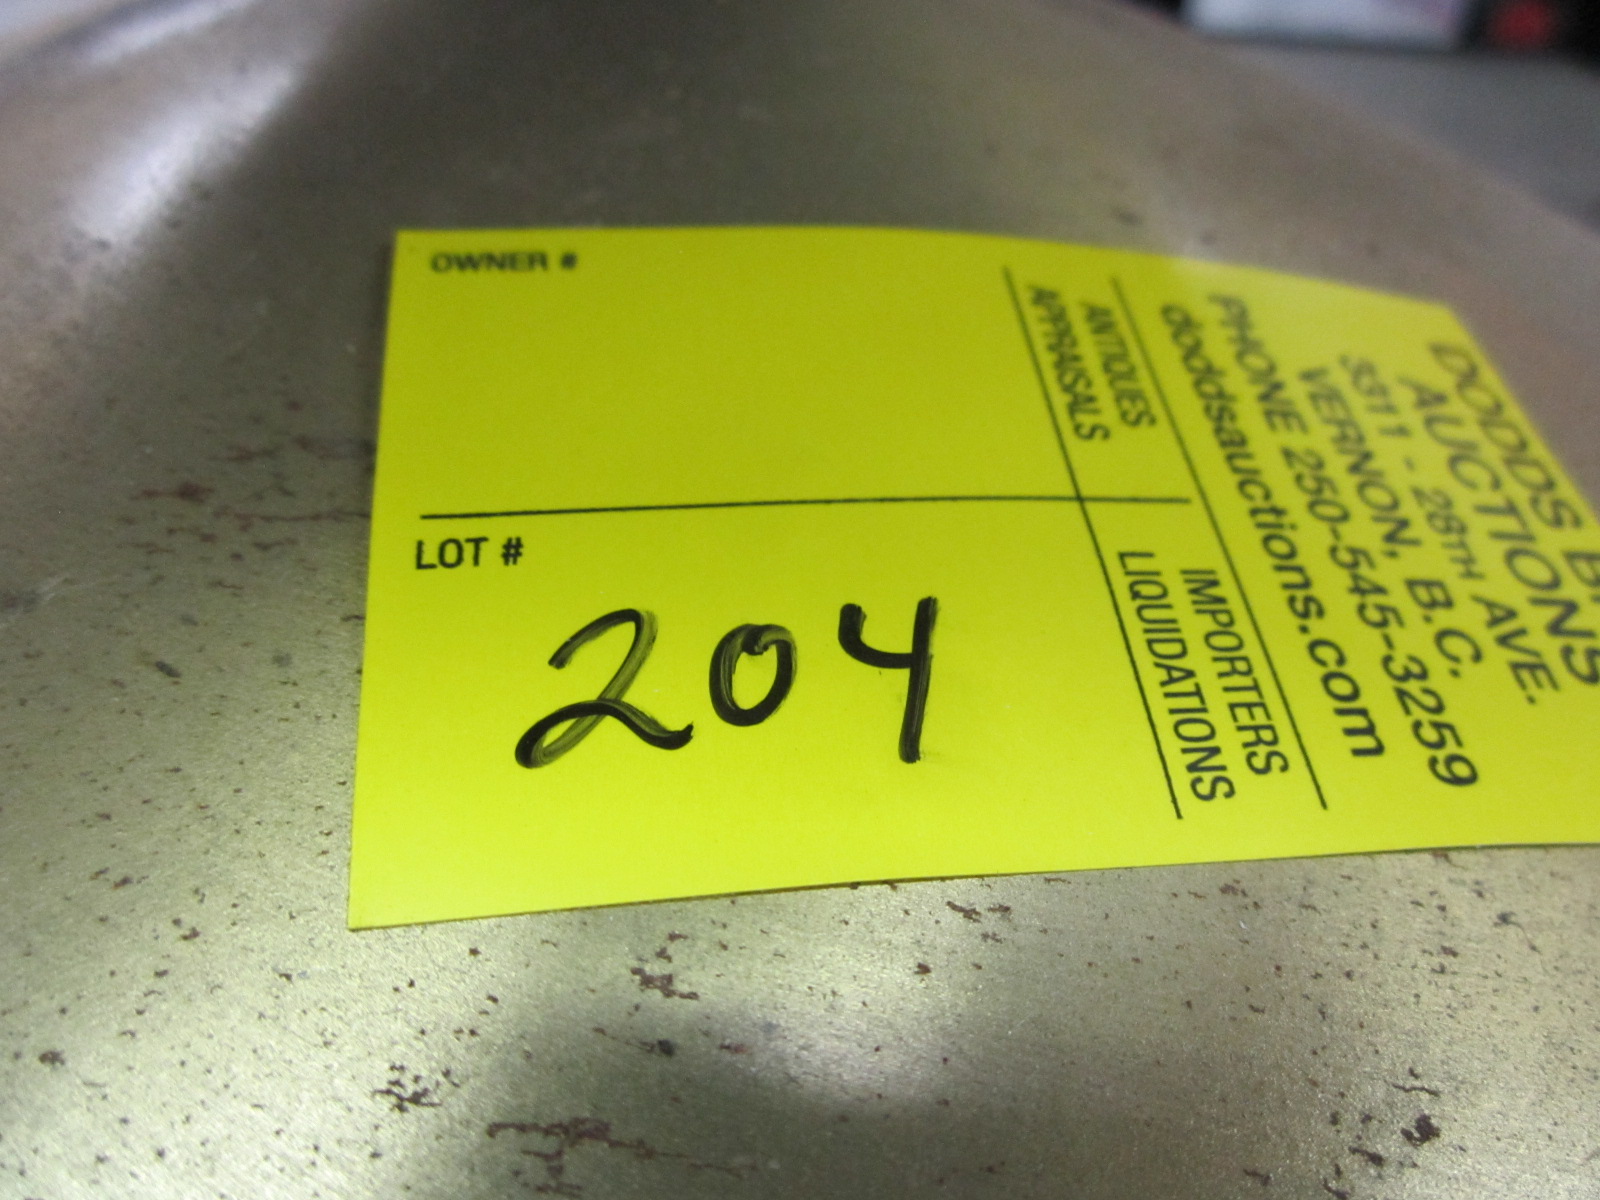 OWNER #
LOT #
204
DODDS
AUCTIONS
3311 - 28TH AVE.
VERNON, B.C.
PHONE 250-545-3259
doddsauctions.com
ANTIQUES
APPRAISALS
IMPORTERS
LIQUIDATIONS